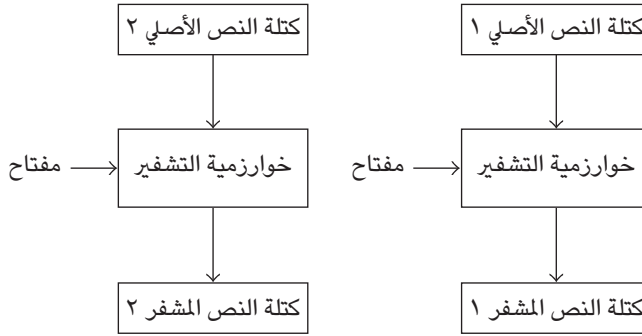 كتلة النص الأصلي ١
كتلة النص الأصلي ٢
خوارزمية التشفير
مفتاح
خوارزمية التشفير
مفتاح
كتلة النص المشفر ١
كتلة النص المشفر ٢